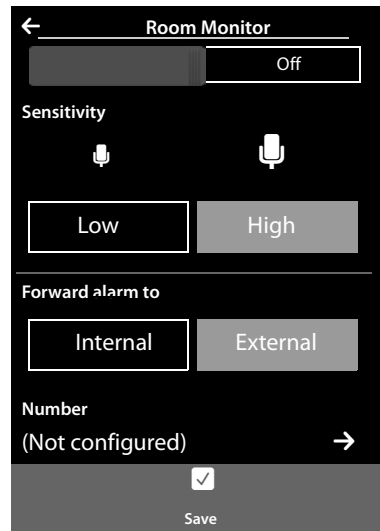 Room Monitor
Off
Sensitivity
Low High
Forward alarm to
Internal External
Number
(Not configured)
Save